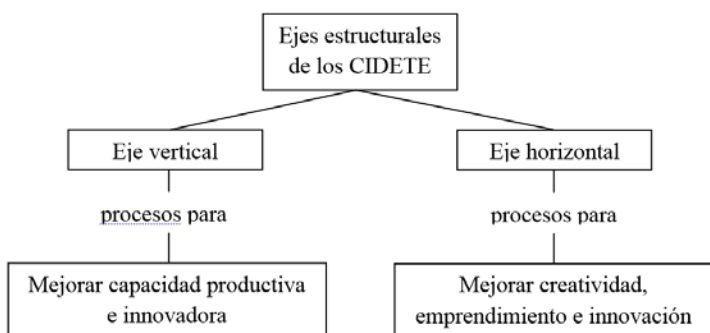 Ejes estructurales
de los CIDETE
Eje vertical
Eje horizontal
procesos para
procesos para
Mejorar capacidad productiva
e innovadora
Mejorar creatividad,
emprendimiento e innovación